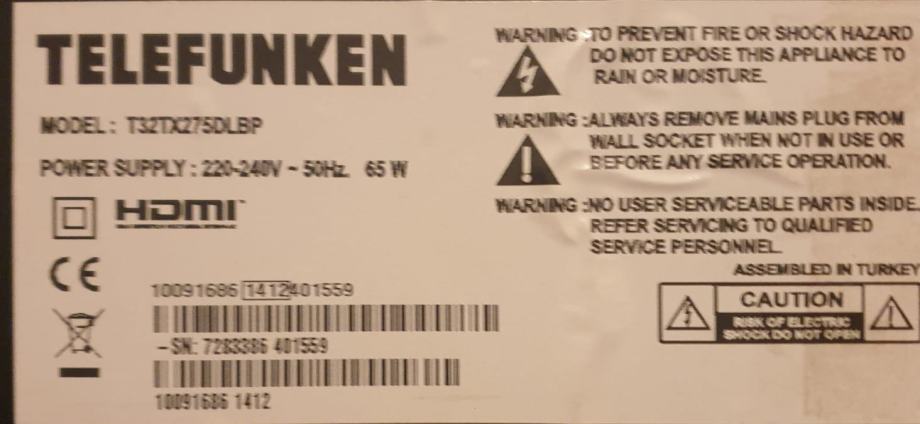 TELEFUNKEN
MODEL : T32TX275DLBP
POWER SUPPLY : 220-240V ~ 50Hz. 65 W
HDMI
CE
10091686 1412401559
-SN: 7283386 401559
10091686 1412
WARNING :TO PREVENT FIRE OR SHOCK HAZARD
DO NOT EXPOSE THIS APPLIANCE TO
RAIN OR MOISTURE.
WARNING :ALWAYS REMOVE MAINS PLUG FROM
WALL SOCKET WHEN NOT IN USE OR
BEFORE ANY SERVICE OPERATION.
WARNING :NO USER SERVICEABLE PARTS INSIDE.
REFER SERVICING TO QUALIFIED
SERVICE PERSONNEL.
ASSEMBLED IN TURKEY
CAUTION
RISK OF ELECTRIC
SHOCK DO NOT OPEN